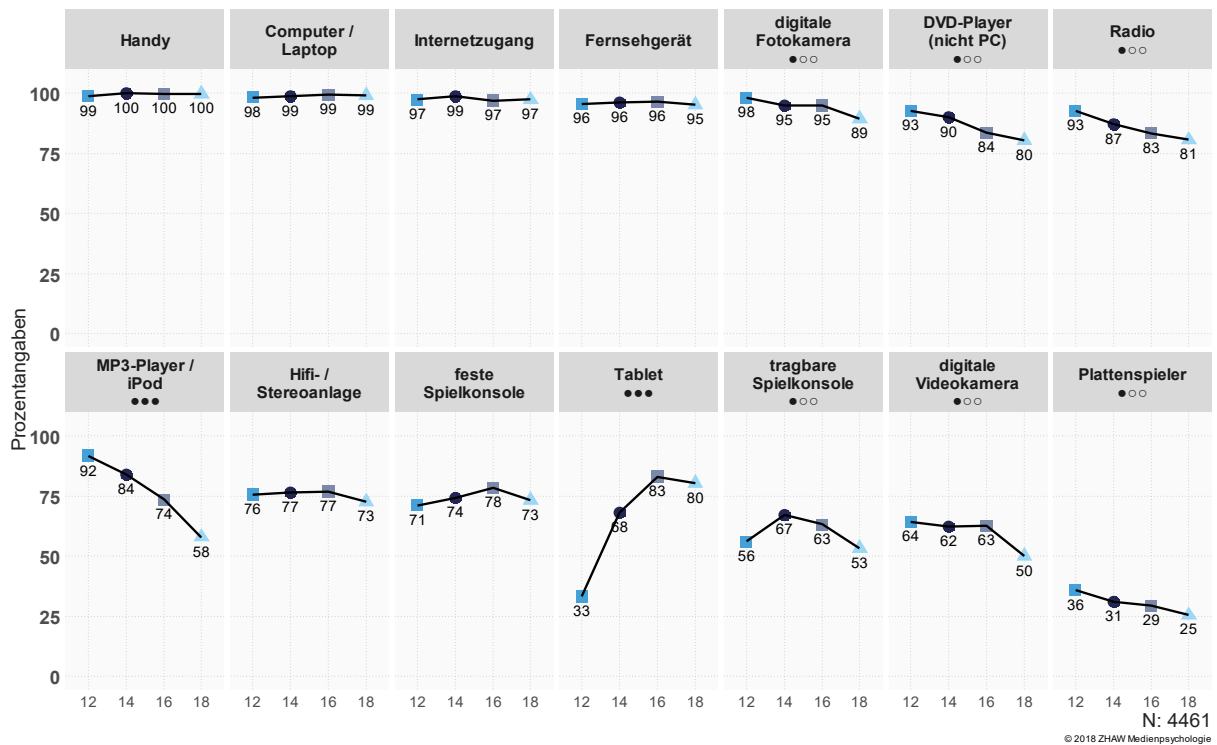 Handy
Computer /
Laptop
Internetzugang
Fernsehgerät
digitale
Fotokamera
●○○
DVD-Player
(nicht PC)
●○○
Radio
●○○
Prozentangaben
100
75
50
25
0
99 100 100 100
98 99 99 99
97 99 97 97
96 96 96 95
98 95 95 89
93 90 84 80
93 87 83 81
MP3-Player /
iPod
●●●
Hifi- /
Stereoanlage
feste
Spielkonsole
Tablet
●●●
tragbare
Spielkonsole
●○○
digitale
Videokamera
●○○
Plattenspieler
●○○
100
75
50
25
0
92 84 74 58
76 77 77 73
71 74 78 73
33 68 83 80
56 67 63 53
64 62 63 50
36 31 29 25
12 14 16 18
12 14 16 18
12 14 16 18
12 14 16 18
12 14 16 18
12 14 16 18
12 14 16 18
N: 4461
© 2018 ZHAW Medienpsychologie